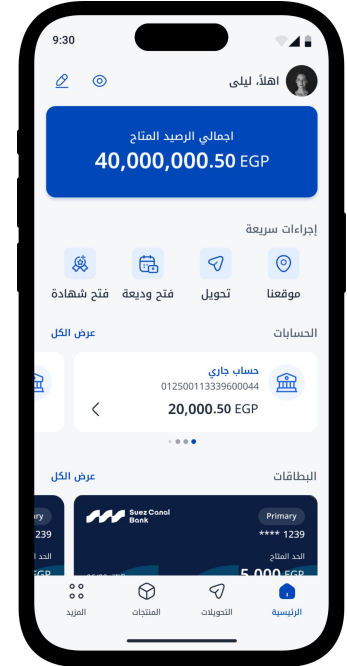 9:30
اهلاً، ليلى
اجمالي الرصيد المتاح
40,000,000.50 EGP
إجراءات سريعة
موقعنا
تحويل
فتح وديعة
فتح شهادة
الحسابات
عرض الكل
حساب جاري
012500113339600044
20,000.50 EGP
البطاقات
عرض الكل
Suez Canal
Bank
Primary
**** 1239
الحد المتاح
5,000 EGP
ary
239
الرئيسية
التحويلات
المنتجات
المزيد